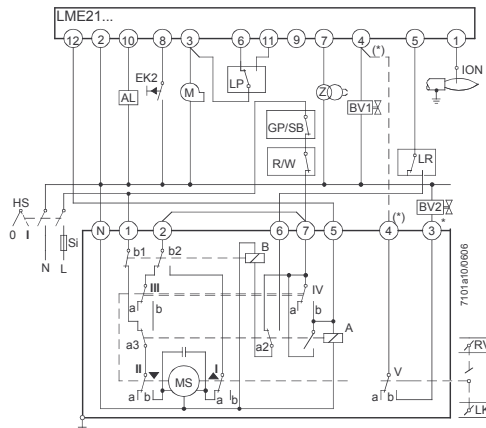 LME21...
12 2 10 8 3 6 11 9 7 4 (*) 5 1
EK2
ION
AL
M
LP
Z
BV1
GP/SB
R/W
LR
HS
BV2
0 I
Si
N L
N 1 2 6 7 5 4 (*) 3 *
b1 b2 B
III IV
a b a b
a3 a2 A
II I V
MS
a b a b a b
7101a10/0606
RV
LK